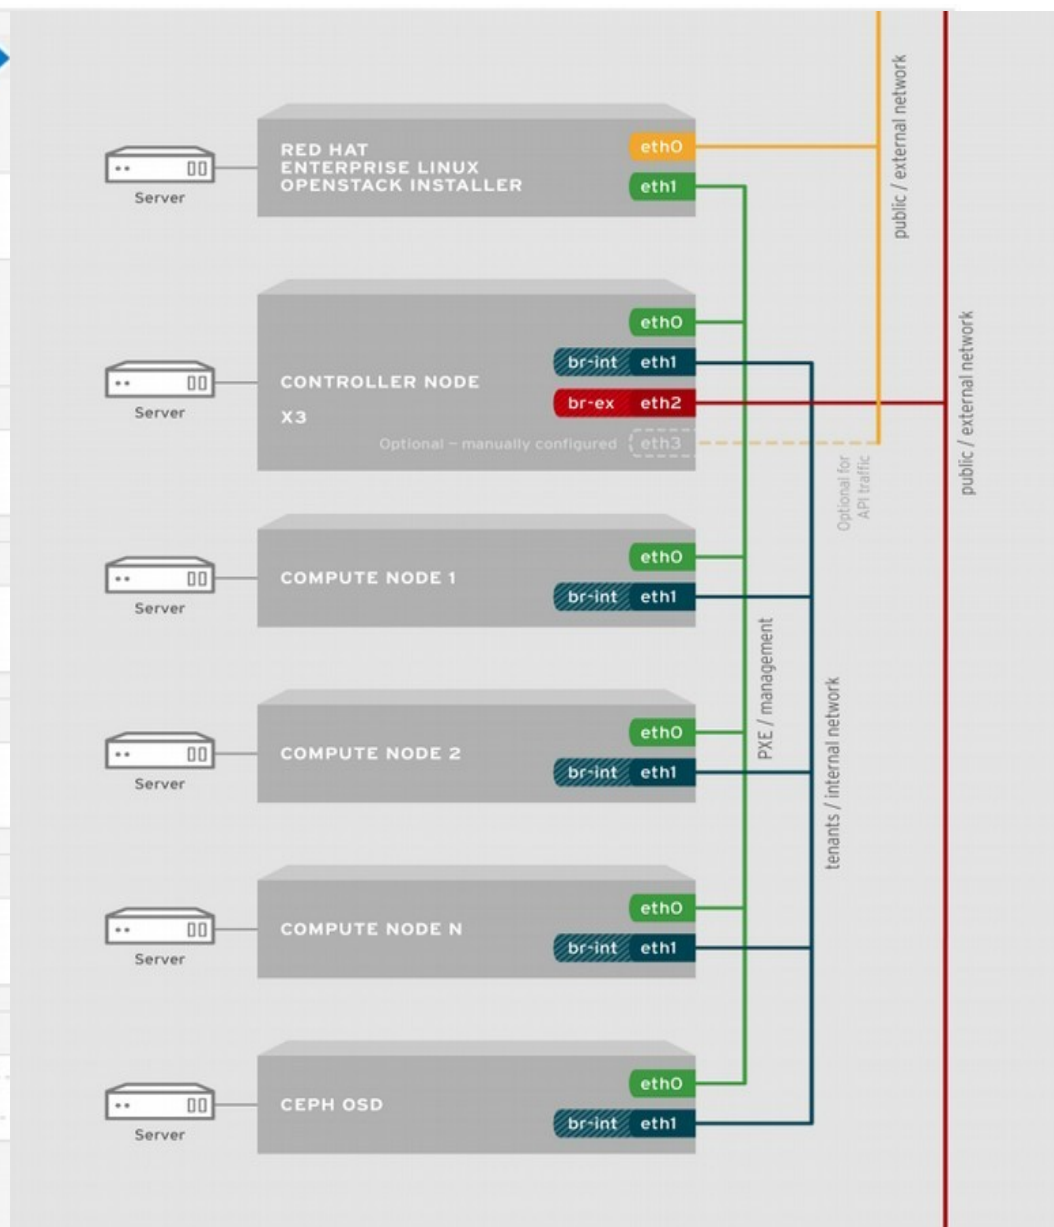 RED HAT
ENTERPRISE LINUX
OPENSTACK INSTALLER
eth0
eth1
Server
public / external network
CONTROLLER NODE
X3
eth0
br-int eth1
br-ex eth2
Optional – manually configured eth3
Server
Optional for
API traffic
public / external network
COMPUTE NODE 1
eth0
br-int eth1
Server
PXE / management
tenants / internal network
COMPUTE NODE 2
eth0
br-int eth1
Server
COMPUTE NODE N
eth0
br-int eth1
Server
CEPH OSD
eth0
br-int eth1
Server